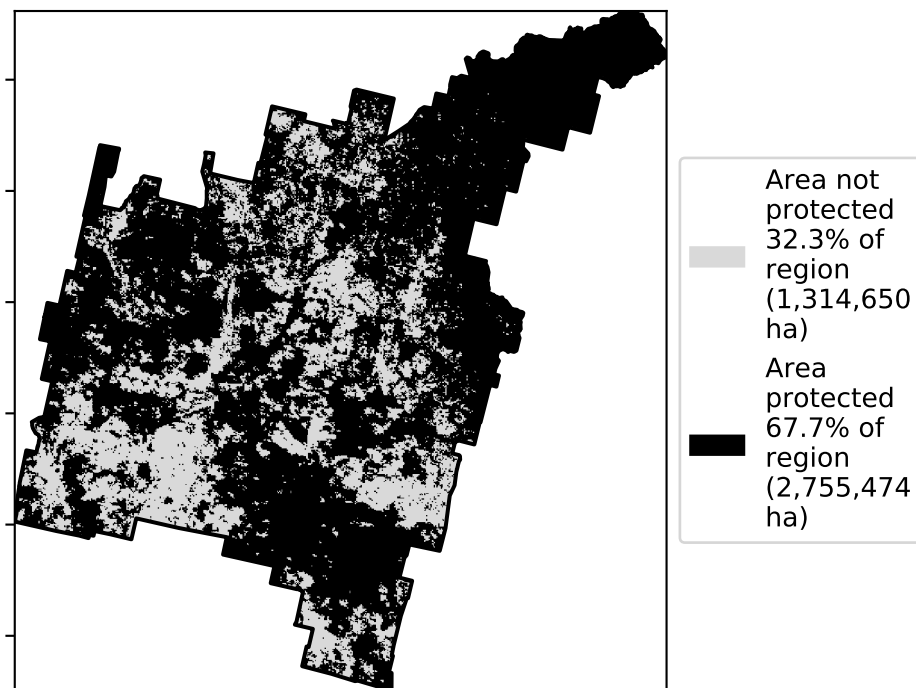 Area not
protected
32.3% of
region
(1,314,650
ha)
Area
protected
67.7% of
region
(2,755,474
ha)